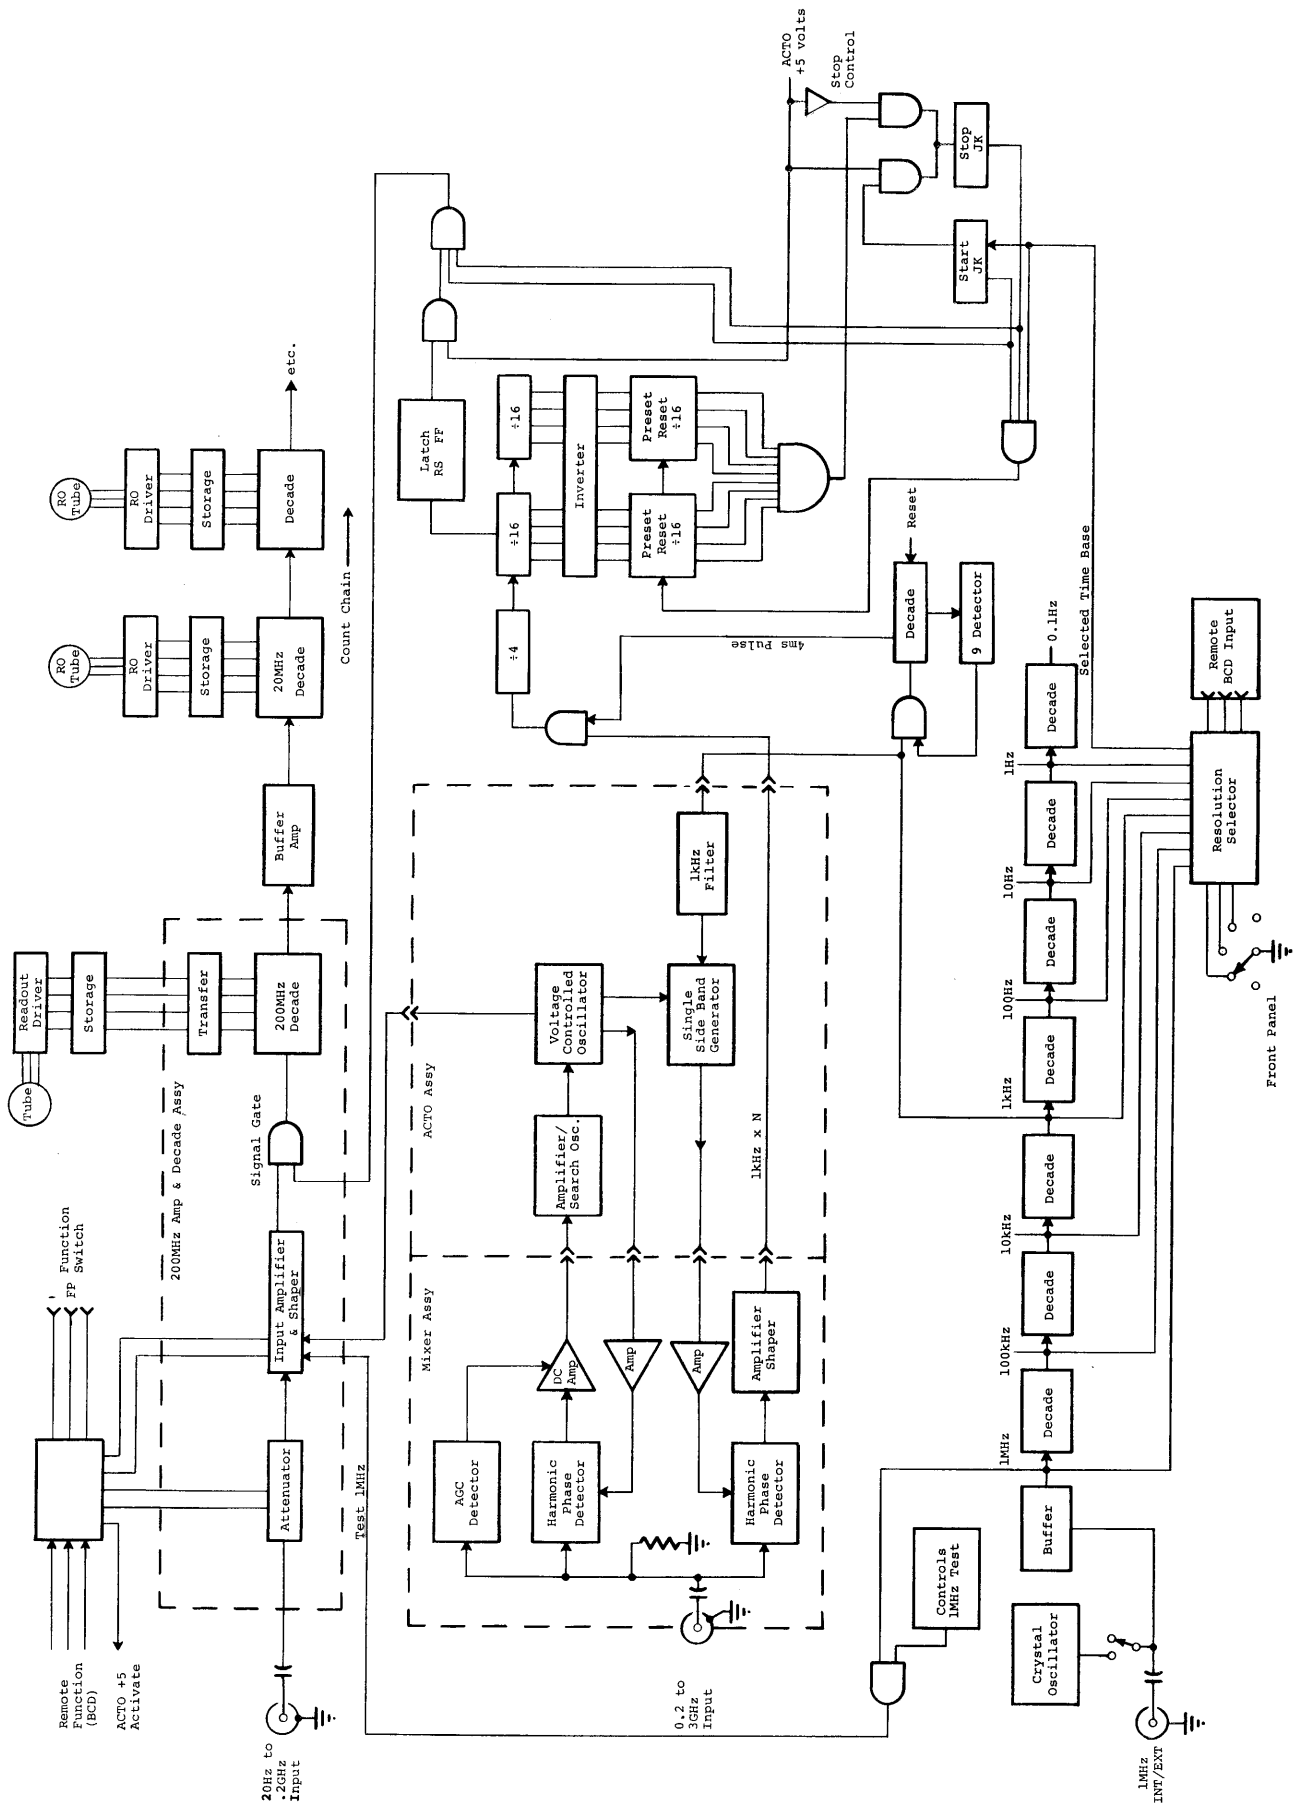 Remote
Function
(BCD)
ACTO +5
Activate
FP Function
Switch
Tube
Readout
Driver
Storage
Transfer
200MHz
Decade
200MHz Amp & Decade Assy
20Hz to
.2GHz
Input
Attenuator
Input Amplifier
& Shaper
Signal Gate
Test 1MHz
Buffer
Amp
RO
Tube
RO
Driver
Storage
20MHz
Decade
RO
Tube
RO
Driver
Storage
Decade
etc.
Count Chain
Mixer Assy
ACTO Assy
AGC
Detector
Harmonic
Phase
Detector
DC
Amp
Amp
Amp
Harmonic
Phase
Detector
Amplifier
Shaper
0.2 to
3GHz
Input
Amplifier/
Search Osc.
Voltage
Controlled
Oscillator
Single
Side Band
Generator
1kHz
Filter
1kHz x N
÷4
÷16
÷16
Latch
RS FF
Inverter
Preset
Reset
÷16
Preset
Reset
÷16
4ms Pulse
Decade
Reset
9 Detector
ACTO
+5 volts
Stop
Control
Start
JK
Stop
JK
Selected Time Base
Controls
1MHz Test
Crystal
Oscillator
1MHz
INT/EXT
Buffer
1MHz
Decade
100kHz
Decade
10kHz
Decade
1kHz
Decade
100Hz
Decade
10Hz
Decade
1Hz
Decade
0.1Hz
Resolution
Selector
Remote
BCD Input
Front Panel